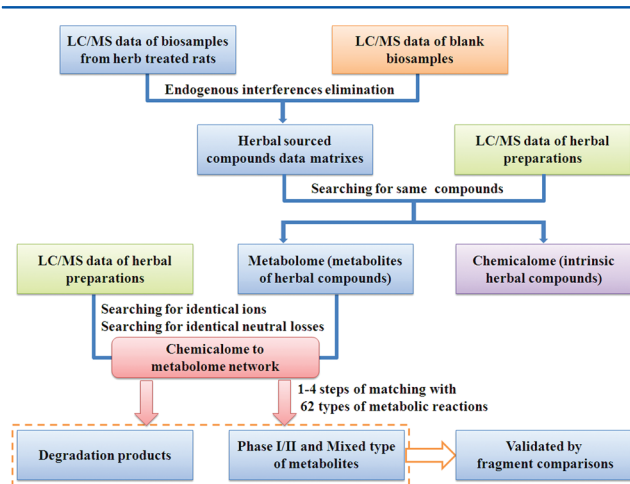 LC/MS data of biosamples
from herb treated rats
LC/MS data of blank
biosamples
Endogenous interferences elimination
Herbal sourced
compounds data matrixes
LC/MS data of herbal
preparations
Searching for same compounds
LC/MS data of herbal
preparations
Metabolome (metabolites
of herbal compounds)
Chemicalome (intrinsic
herbal compounds)
Searching for identical ions
Searching for identical neutral losses
Chemicalome to
metabolome network
1-4 steps of matching with
62 types of metabolic reactions
Degradation products
Phase I/II and Mixed type
of metabolites
Validated by
fragment comparisons